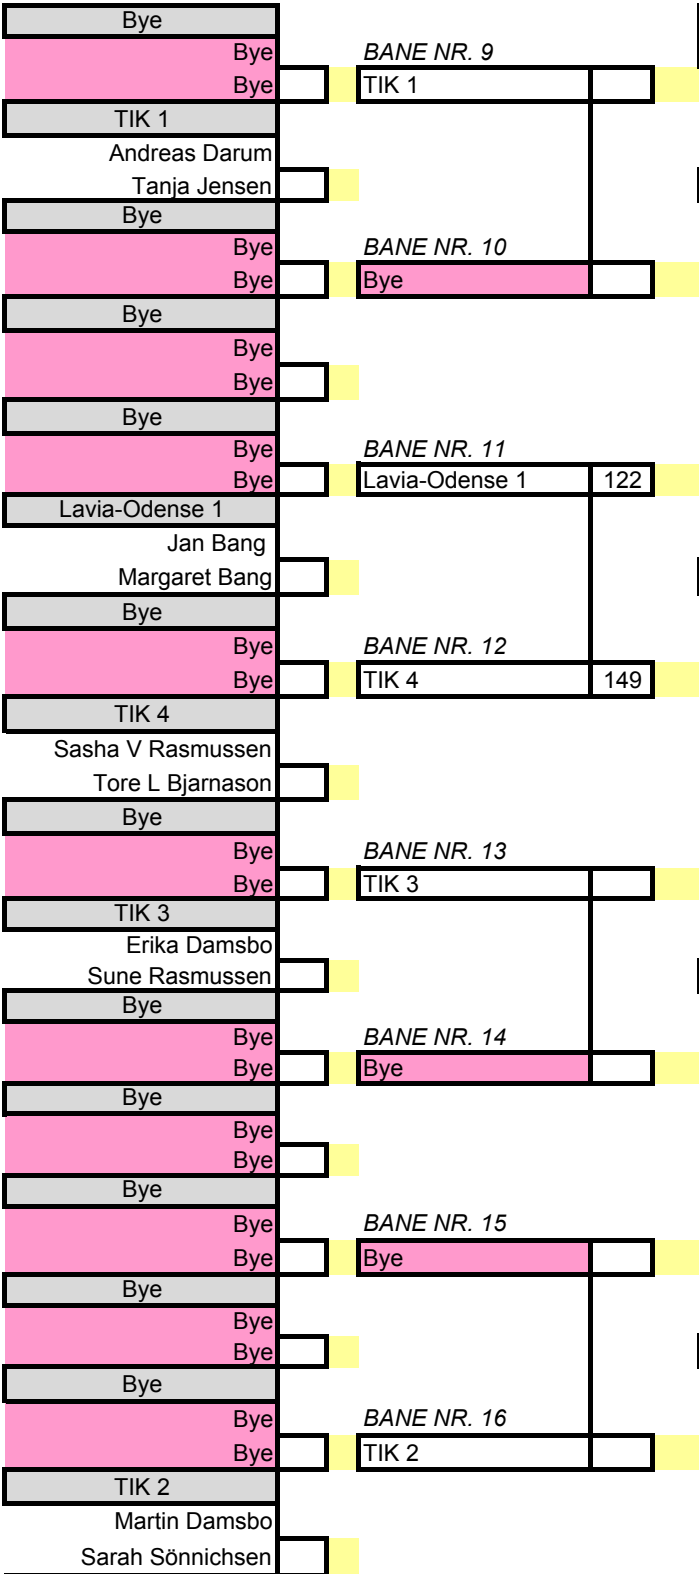 Bye
Bye BANE NR. 9
Bye TIK 1
TIK 1
Andreas Darum
Tanja Jensen
Bye
Bye BANE NR. 10
Bye Bye
Bye
Bye
Bye
Bye
Bye BANE NR. 11
Bye Lavia-Odense 1 122
Lavia-Odense 1
Jan Bang
Margaret Bang
Bye
Bye BANE NR. 12
Bye TIK 4 149
TIK 4
Sasha V Rasmussen
Tore L Bjarnason
Bye
Bye BANE NR. 13
Bye TIK 3
TIK 3
Erika Damsbo
Sune Rasmussen
Bye
Bye BANE NR. 14
Bye Bye
Bye
Bye
Bye
Bye
Bye BANE NR. 15
Bye Bye
Bye
Bye
Bye
Bye
Bye BANE NR. 16
Bye TIK 2
TIK 2
Martin Damsbo
Sarah Sönnichsen